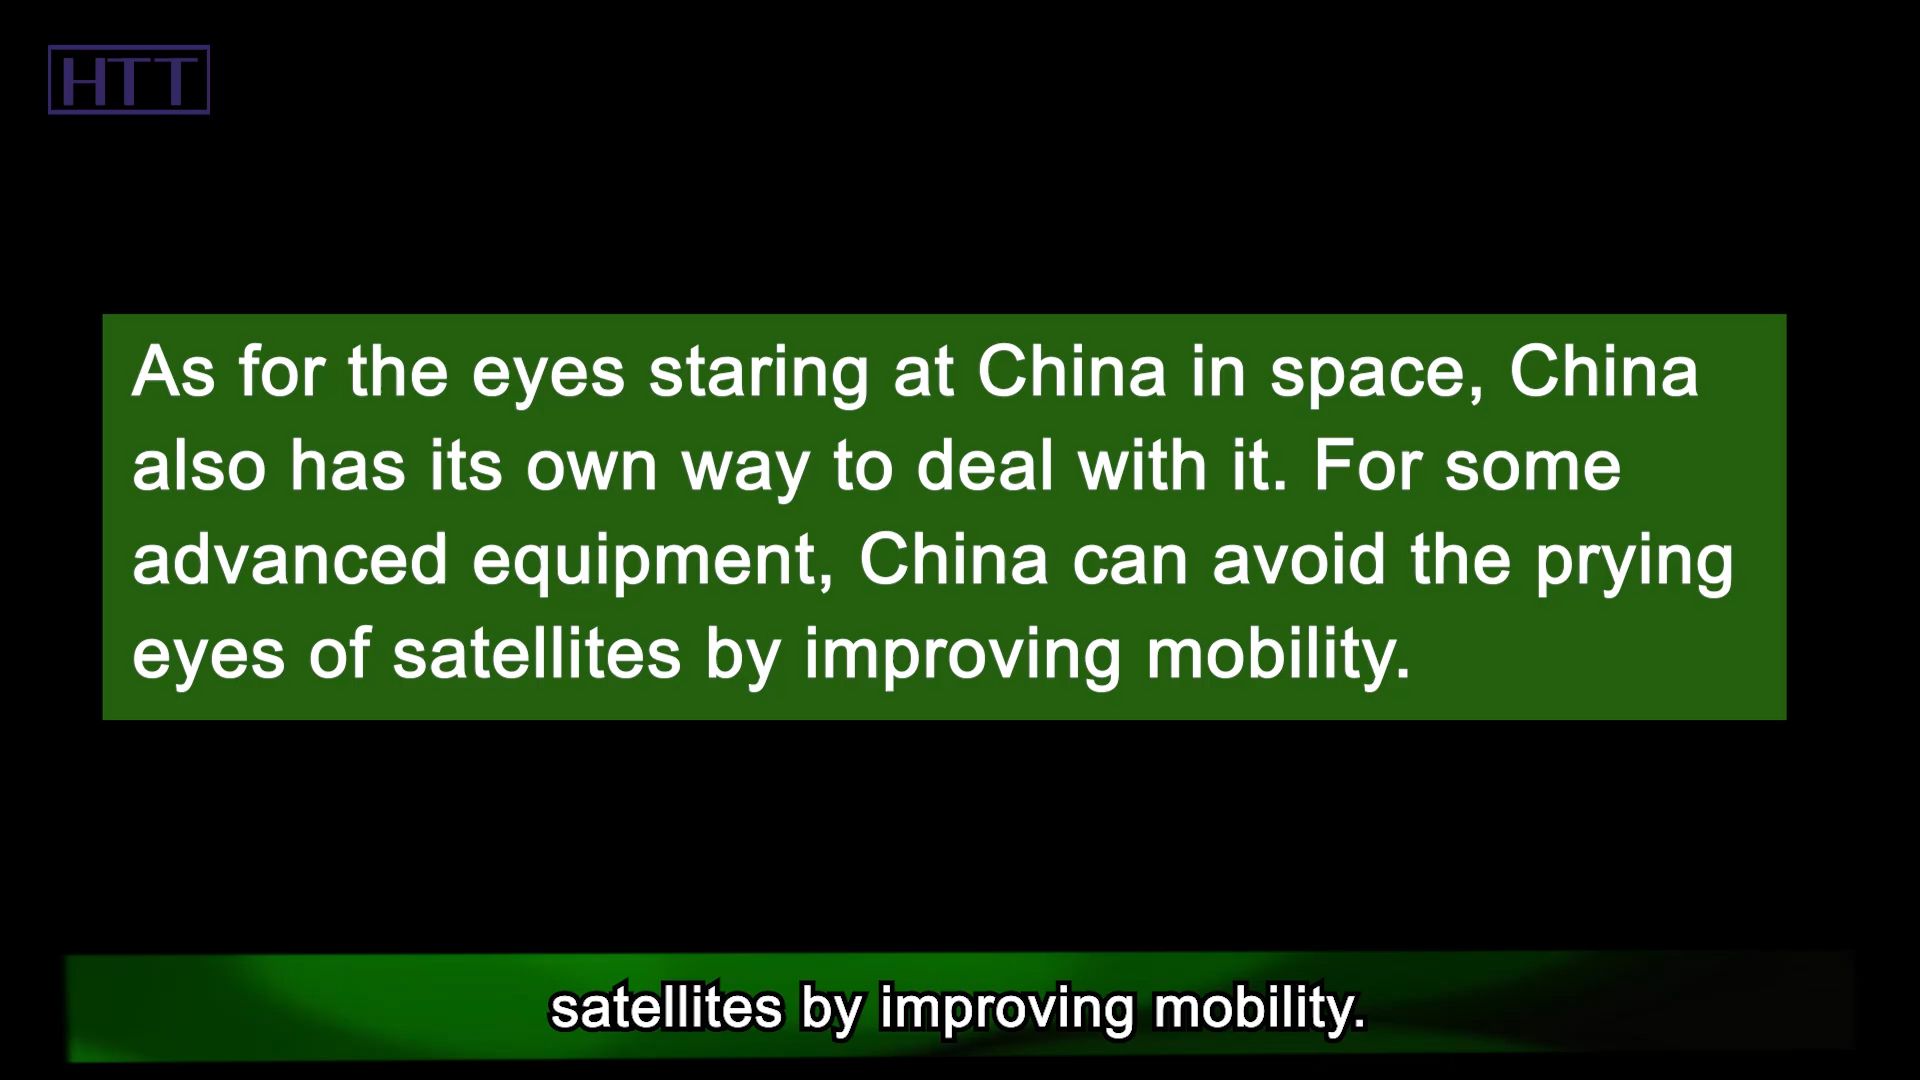 HTT
As for the eyes staring at China in space, China
also has its own way to deal with it. For some
advanced equipment, China can avoid the prying
eyes of satellites by improving mobility.
satellites by improving mobility.